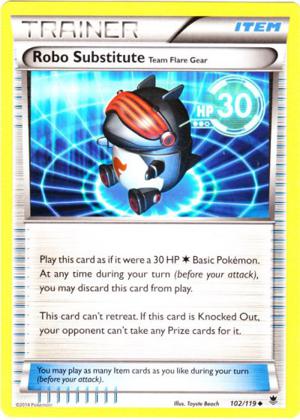 TRAINER ITEM
Robo Substitute Team Flare Gear
HP 30
Play this card as if it were a 30 HP Basic Pokémon.
At any time during your turn (before your attack),
you may discard this card from play.
This card can't retreat. If this card is Knocked Out,
your opponent can't take any Prize cards for it.
You may play as many Item cards as you like during your turn
(before your attack).
©2014 Pokémon Illus. Toyste Beach 102/119